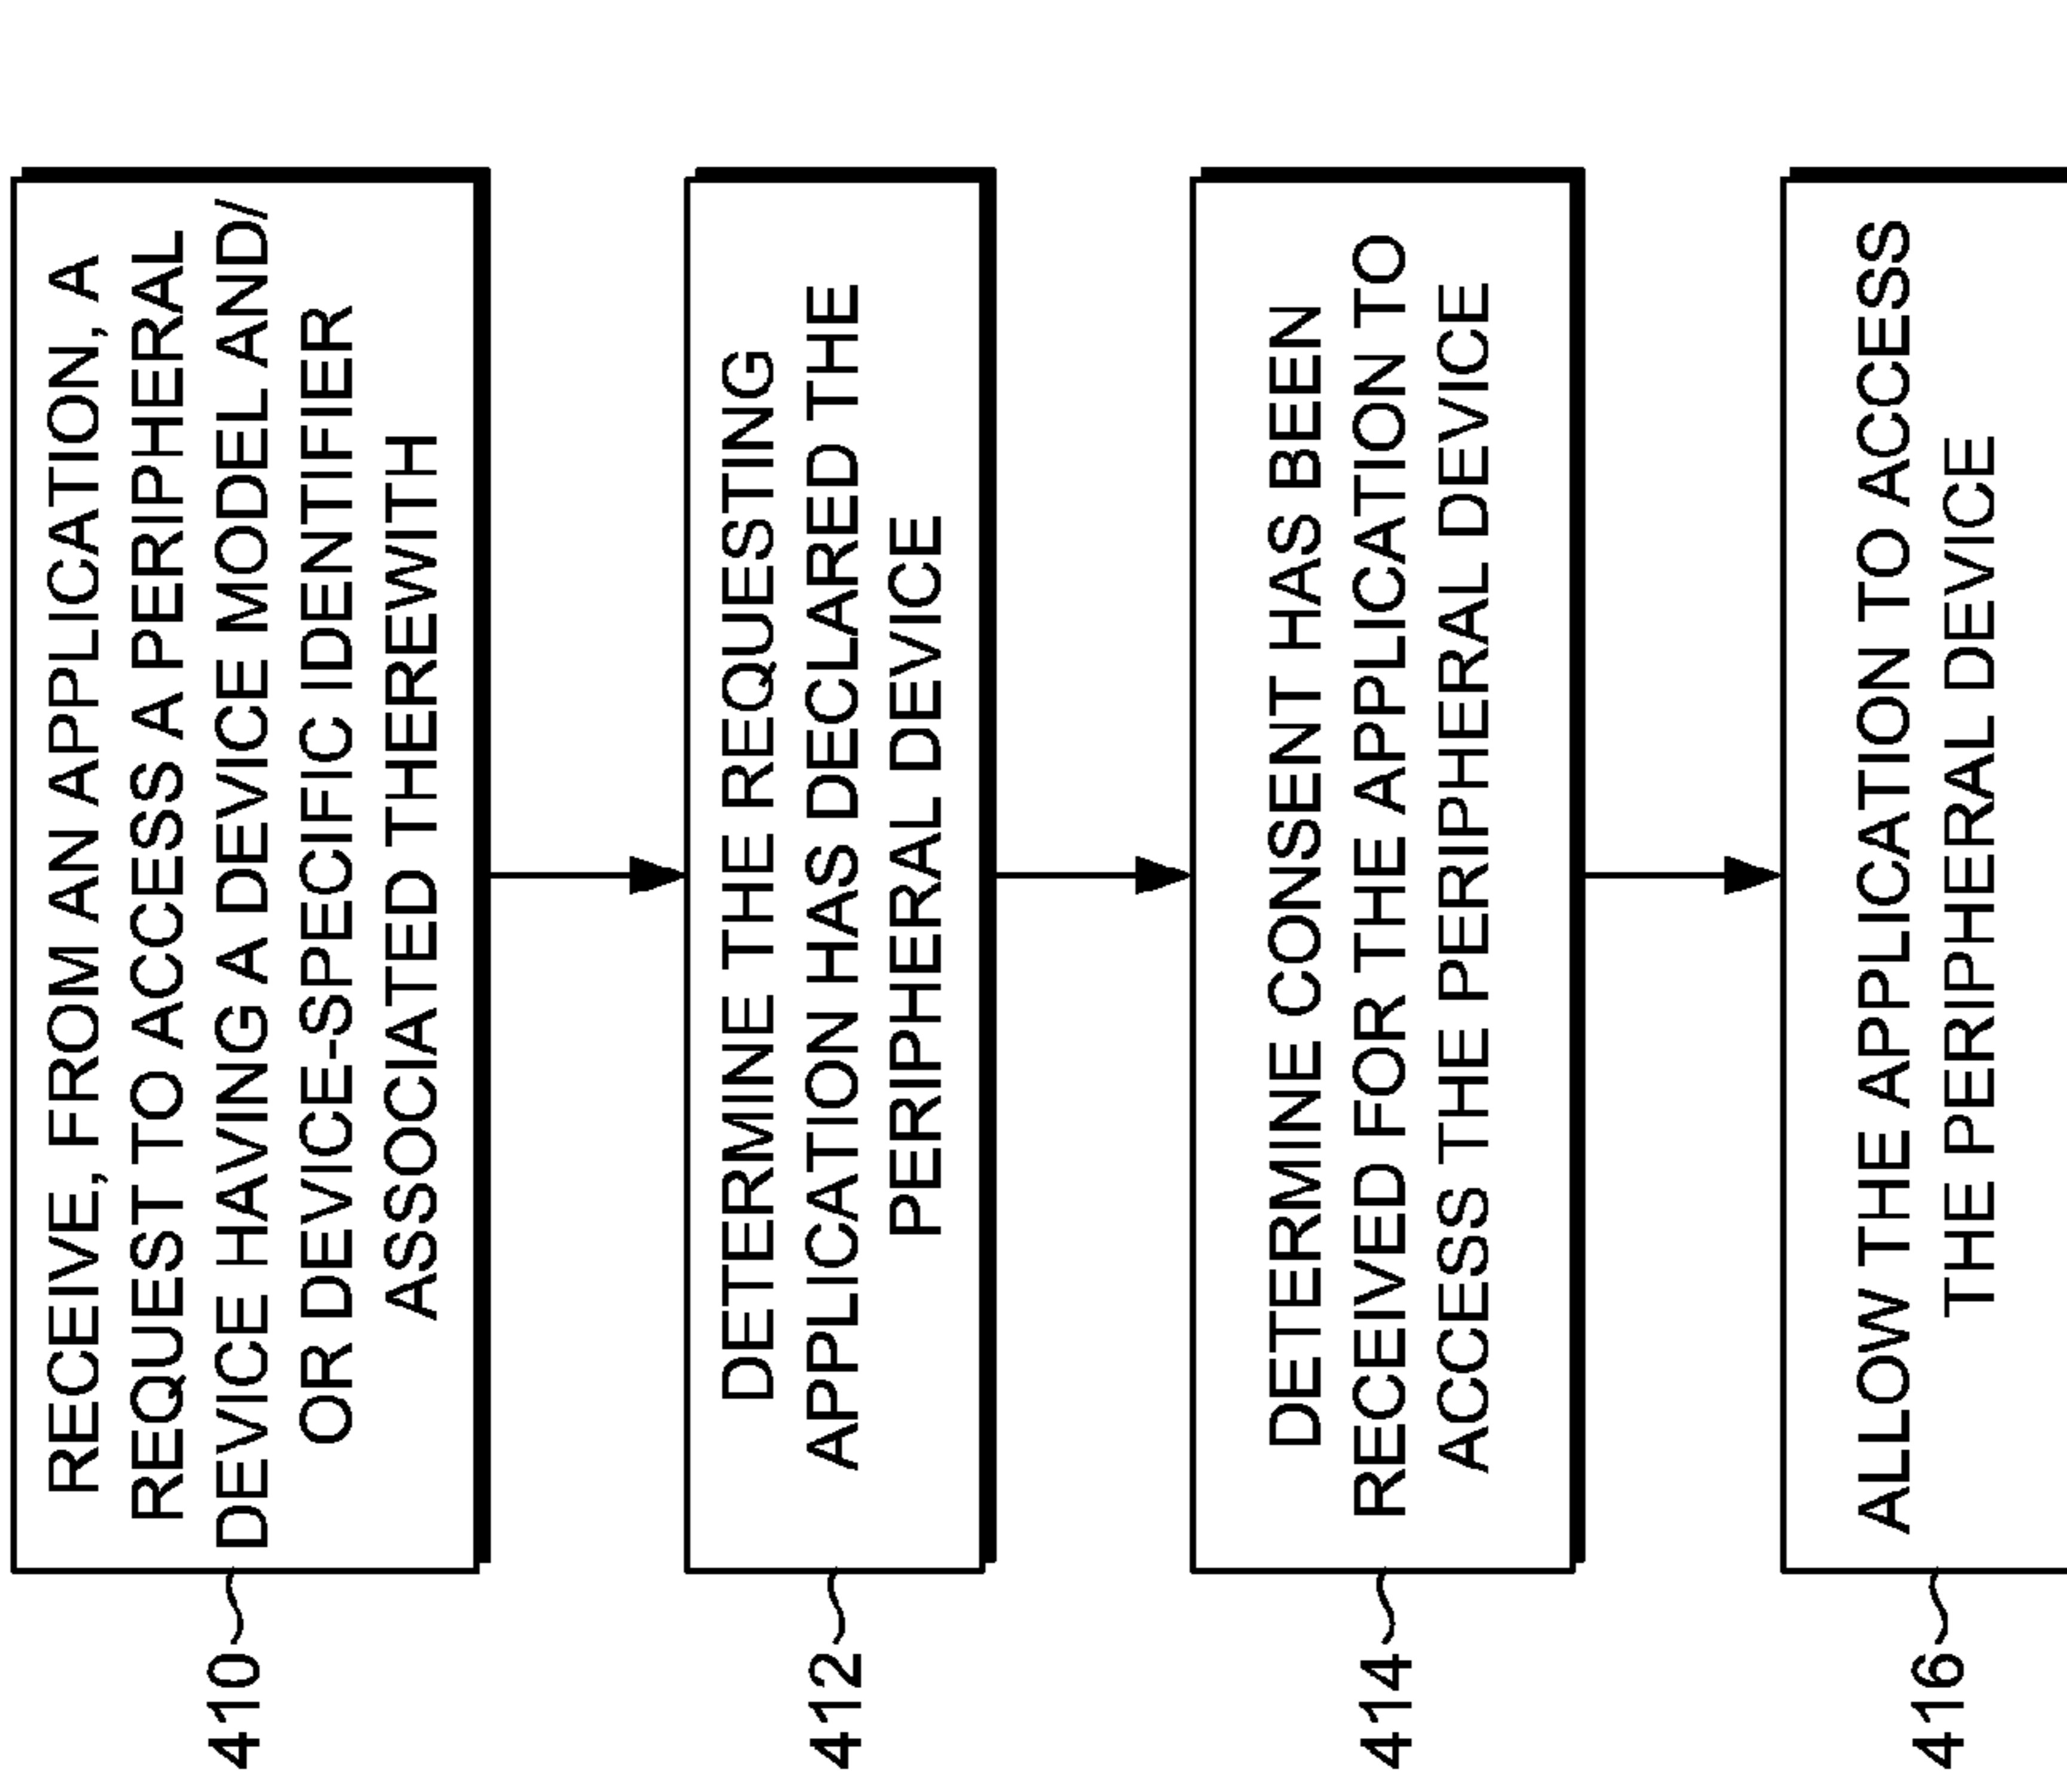 RECEIVE, FROM AN APPLICATION, A
REQUEST TO ACCESS A PERIPHERAL
DEVICE HAVING A DEVICE MODEL AND/
OR DEVICE-SPECIFIC IDENTIFIER
ASSOCIATED THEREWITH
410
DETERMINE THE REQUESTING
APPLICATION HAS DECLARED THE
PERIPHERAL DEVICE
412
DETERMINE CONSENT HAS BEEN
RECEIVED FOR THE APPLICATION TO
ACCESS THE PERIPHERAL DEVICE
414
ALLOW THE APPLICATION TO ACCESS
THE PERIPHERAL DEVICE
416